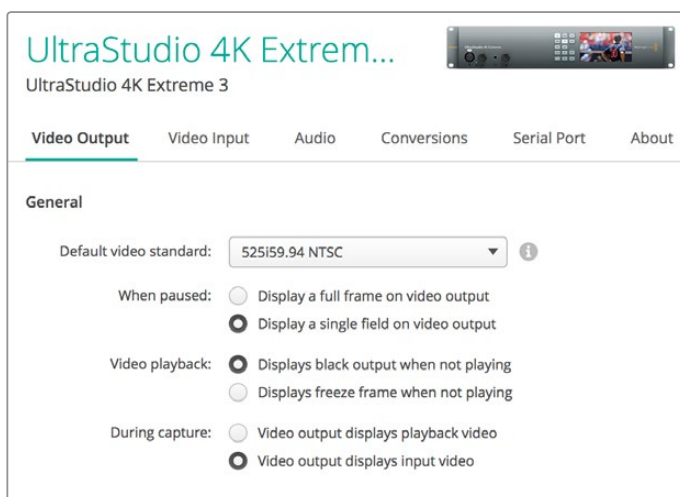 UltraStudio 4K Extrem...
UltraStudio 4K Extreme 3
Video Output Video Input Audio Conversions Serial Port About
General
Default video standard: 525i59.94 NTSC
When paused: Display a full frame on video output
Display a single field on video output
Video playback: Displays black output when not playing
Displays freeze frame when not playing
During capture: Video output displays playback video
Video output displays input video